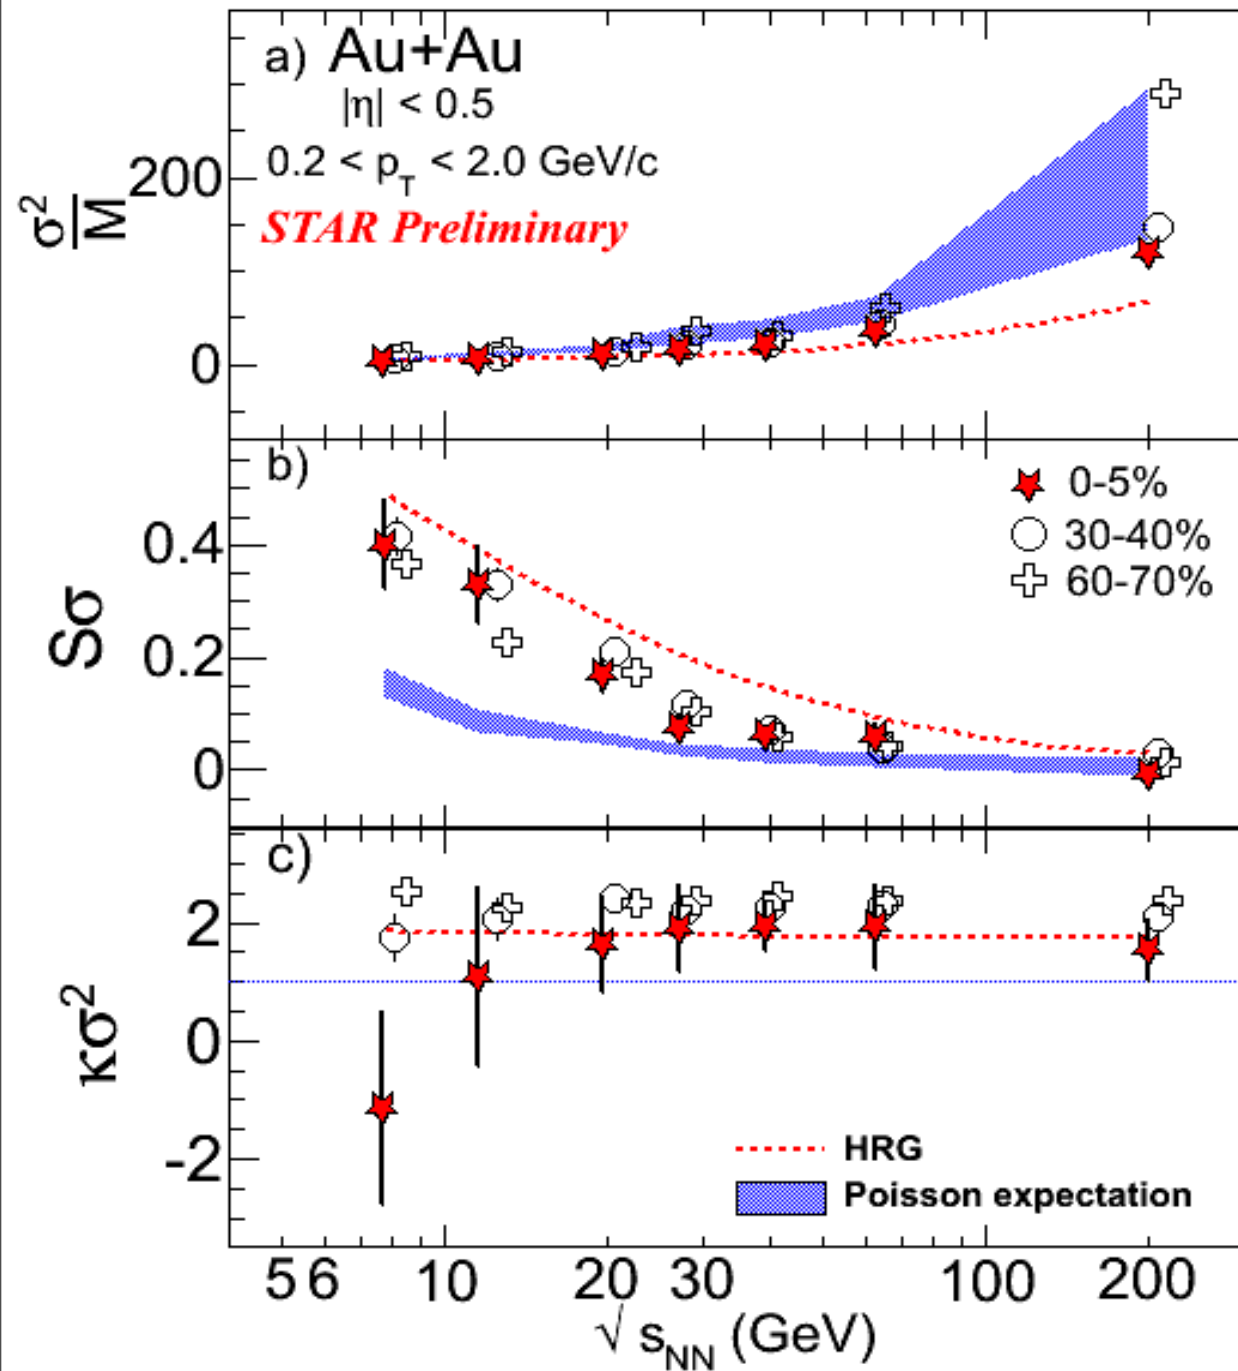 a) Au+Au
|η| < 0.5
0.2 < p_T < 2.0 GeV/c
STAR Preliminary
σ²/M
200
0
b)
0-5%
30-40%
60-70%
Sσ
0.4
0.2
0
c)
κσ²
2
0
-2
HRG
Poisson expectation
5 6 10 20 30 100 200
√ s_NN (GeV)